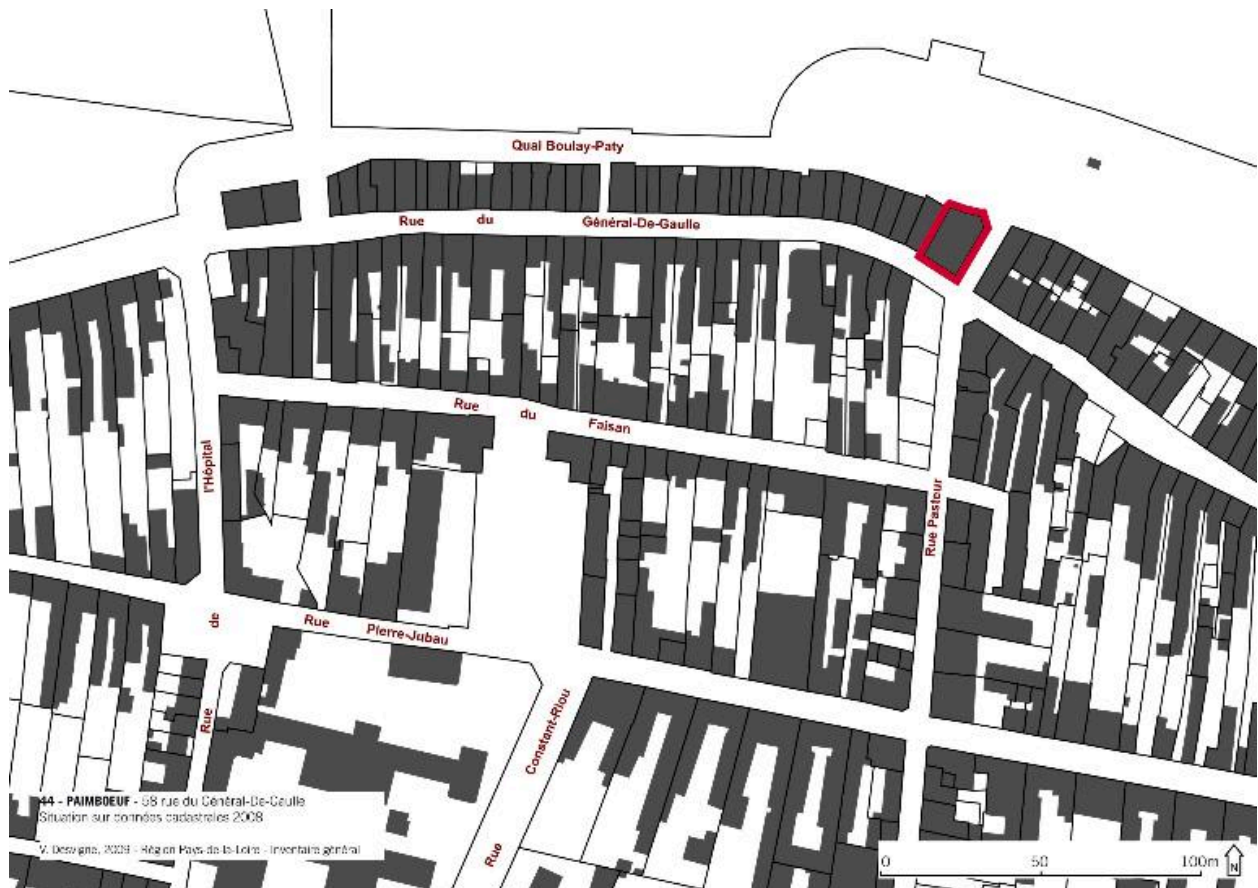 Quai Boulay-Paty
Rue du Général-De-Gaulle
Rue du Faisan
Rue de l'Hôpital
Rue Pastour
Rue Pierre-Jubau
Rue Constant-Riou
44 - PAIMBOEUF - 58 rue du Général-De-Gaulle
Situation sur données cadastrales 2008
V. Desvigne, 2009 - Région Pays-de-la-Loire - Inventaire général
0 50 100m
N